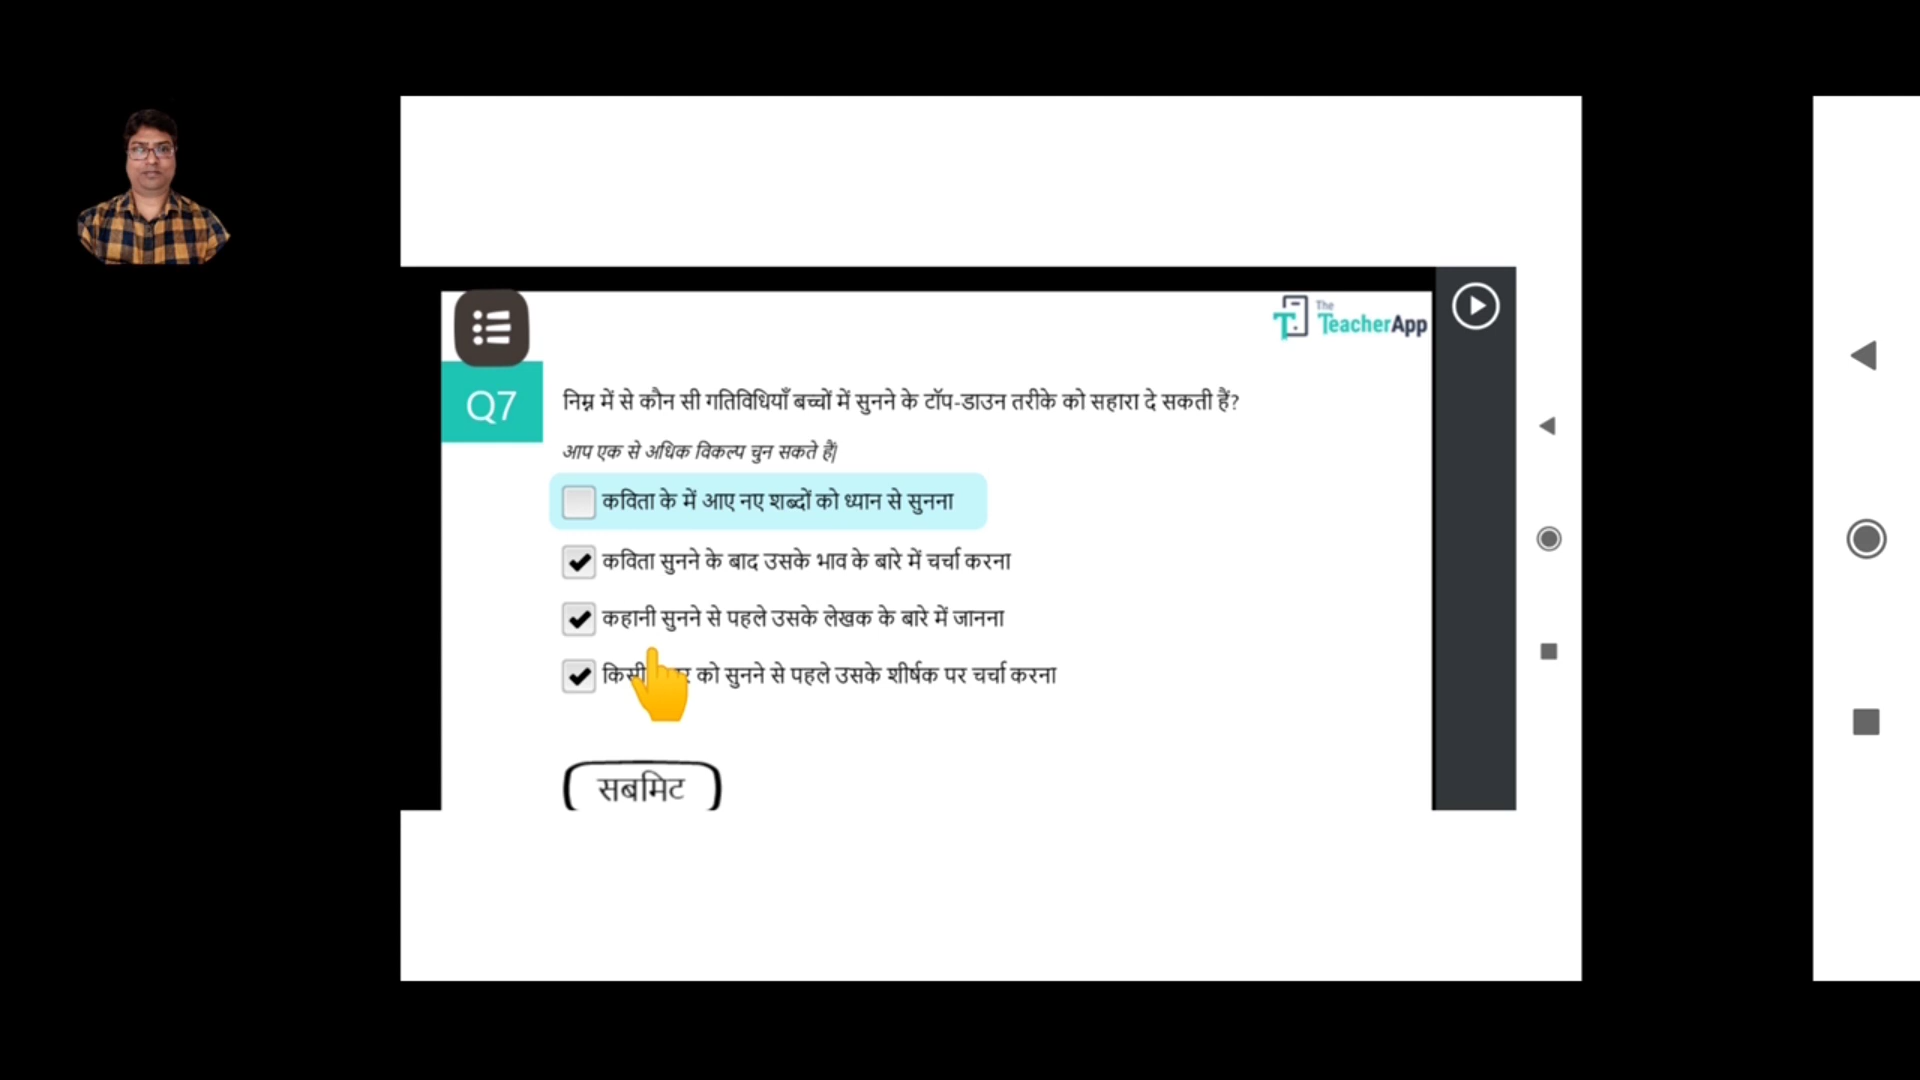 The
TeacherApp
Q7
निम्न में से कौन सी गतिविधियाँ बच्चों में सुनने के टॉप-डाउन तरीके को सहारा दे सकती हैं?
आप एक से अधिक विकल्प चुन सकते हैं|
कविता के में आए नए शब्दों को ध्यान से सुनना
कविता सुनने के बाद उसके भाव के बारे में चर्चा करना
कहानी सुनने से पहले उसके लेखक के बारे में जानना
किसी को सुनने से पहले उसके शीर्षक पर चर्चा करना
सबमिट